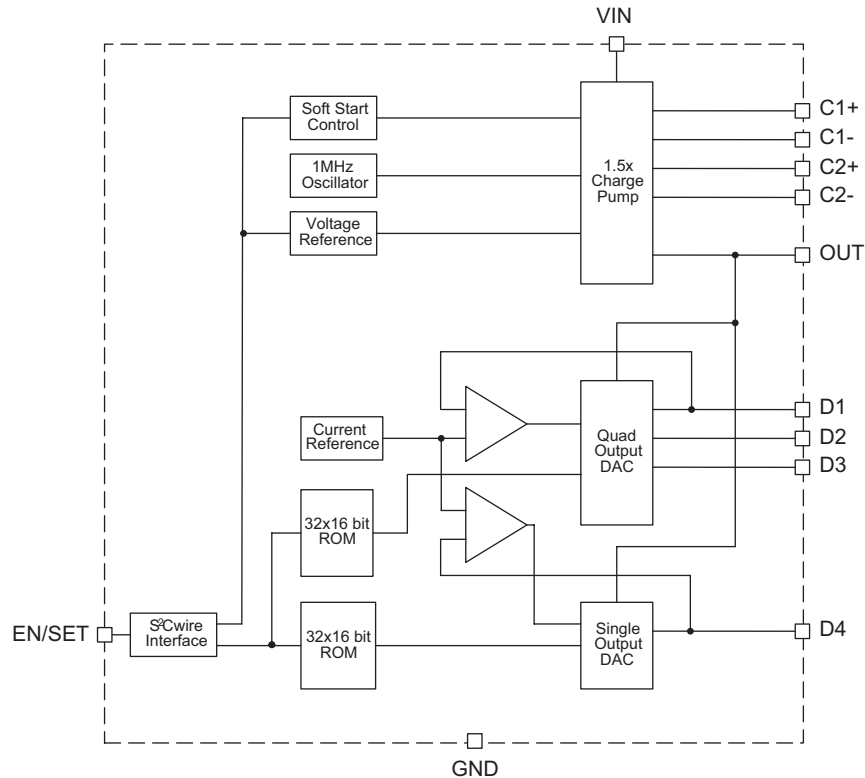 VIN
Soft Start
Control
C1+
C1-
1MHz
Oscillator
1.5x
Charge
Pump
C2+
C2-
Voltage
Reference
OUT
Current
Reference
Quad
Output
DAC
D1
D2
D3
32x16 bit
ROM
EN/SET
S²Cwire
Interface
32x16 bit
ROM
Single
Output
DAC
D4
GND